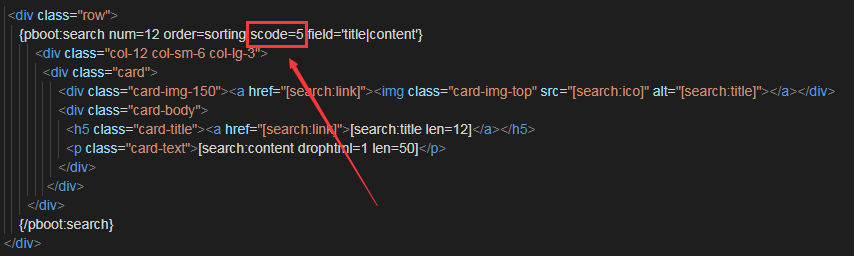 <div class="row">
{pboot:search num=12 order=sorting scode=5 field='title|content'}
<div class="col-12 col-sm-6 col-lg-3">
<div class="card">
<div class="card-img-150"><a href="[search:link]"><img class="card-img-top" src="[search:ico]" alt="[search:title]"></a></div>
<div class="card-body">
<h5 class="card-title"><a href="[search:link]">[search:title len=12]</a></h5>
<p class="card-text">[search:content drophtml=1 len=50]</p>
</div>
</div>
</div>
{/pboot:search}
</div>